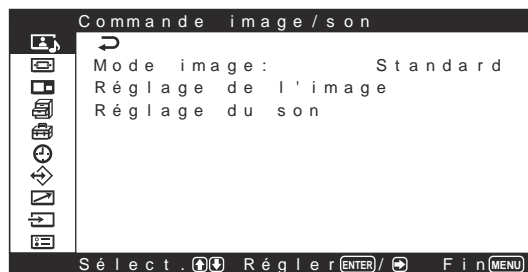 Commande image/son
Mode image: Standard
Réglage de l'image
Réglage du son
Sélect. Régler ENTER / Fin MENU